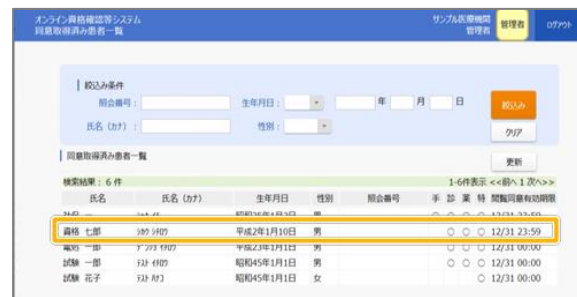 オンライン資格確認等システム
同意取得済み患者一覧
サンプル医療機関
管理者
管理者
ログアウト
絞込み条件
照会番号：
生年月日：
年 月 日
絞込み
氏名（カナ）：
性別：
クリア
同意取得済み患者一覧
更新
検索結果：6 件
1-6件表示 <<前へ 1 次へ>>
氏名 氏名（カナ） 生年月日 性別 照会番号 手 診 薬 特 閲覧同意有効期限
資格 七郎 ｼｶｸ ｼﾁﾛｳ 平成2年1月10日 男 ○ ○ ○ 12/31 23:59
一郎 平成23年1月1日 男 ○ ○ 12/31 00:00
試験 一郎 ｲﾁﾛｳ 昭和45年1月1日 男 ○ ○ ○ 12/31 00:00
試験 花子 ﾊﾅｺ 昭和45年1月1日 女 ○ 12/31 00:00